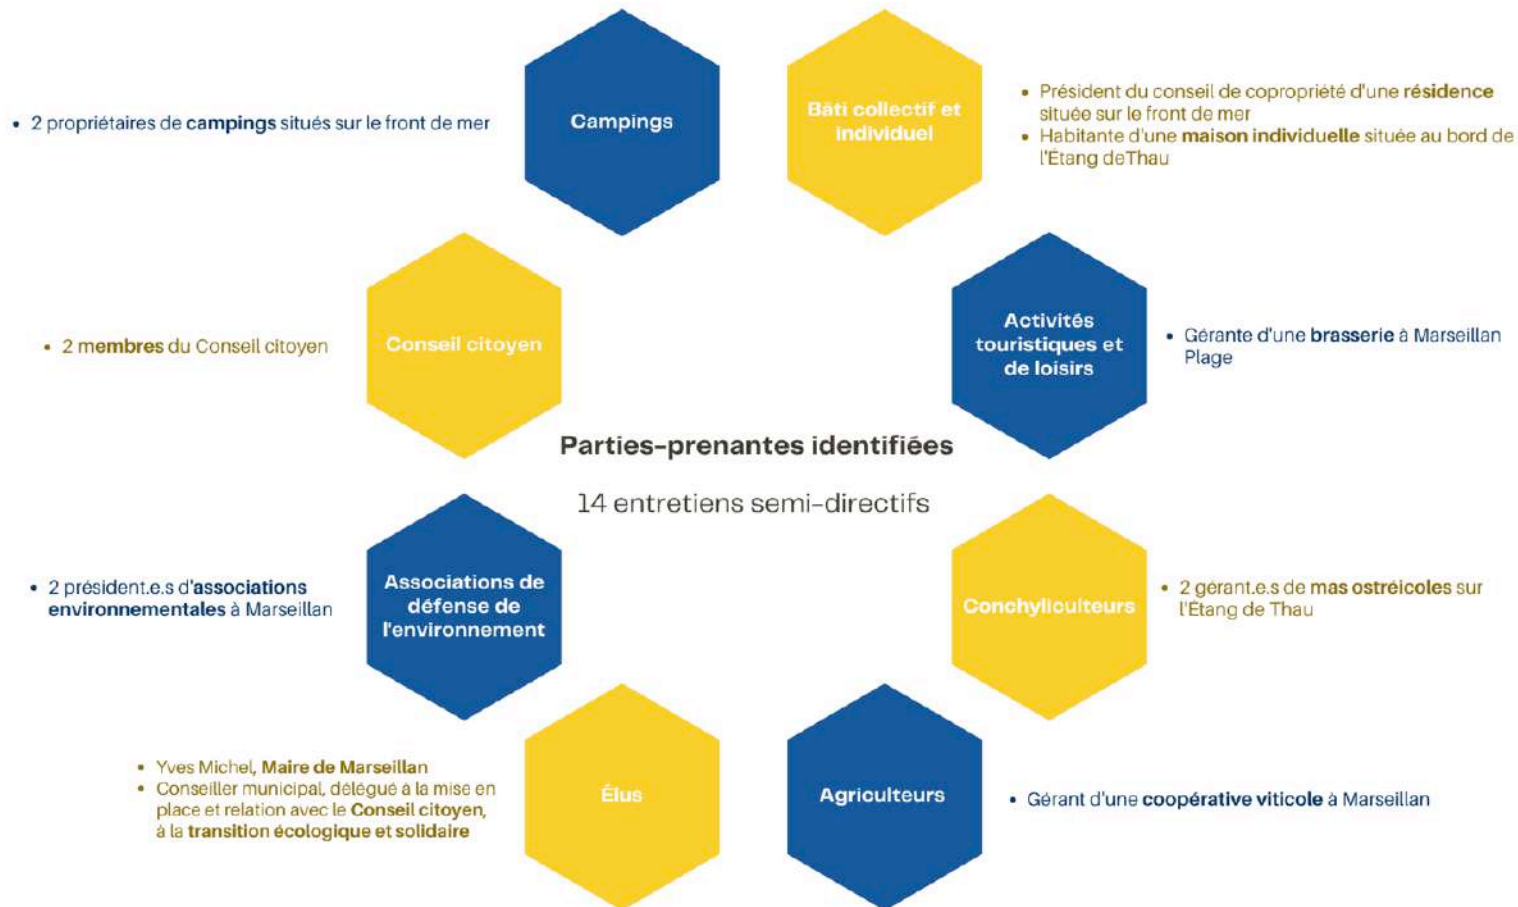 Campings
Bâti collectif et
individuel
• 2 propriétaires de campings situés sur le front de mer
• Président du conseil de copropriété d'une résidence
située sur le front de mer
• Habitante d'une maison individuelle située au bord de
l'Étang deThau
Conseil citoyen
• 2 membres du Conseil citoyen
Activités
touristiques et
de loisirs
• Gérante d'une brasserie à Marseillan
Plage
Parties-prenantes identifiées
14 entretiens semi-directifs
• 2 président.e.s d'associations
environnementales à Marseillan
Associations de
défense de
l'environnement
Conchyliculteurs
• 2 gérant.e.s de mas ostréicoles sur
l'Étang de Thau
• Yves Michel, Maire de Marseillan
• Conseiller municipal, délégué à la mise en
place et relation avec le Conseil citoyen,
à la transition écologique et solidaire
Élus
Agriculteurs
• Gérant d'une coopérative viticole à Marseillan